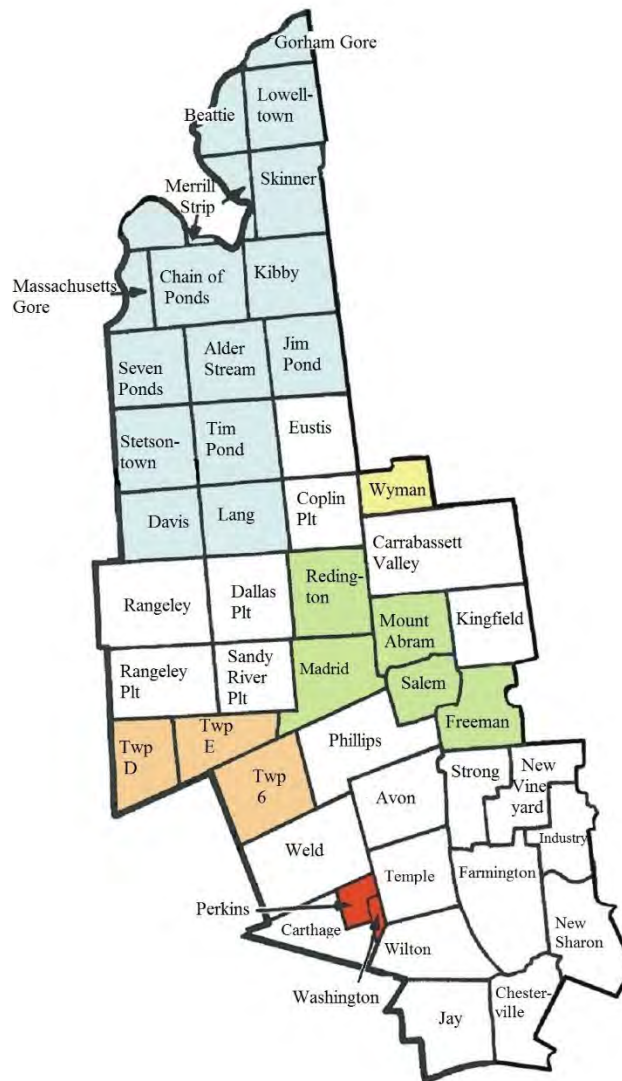 Gorham Gore
Lowell-
town
Beattie
Skinner
Merrill
Strip
Massachusetts
Gore
Chain of
Ponds
Kibby
Seven
Ponds
Alder
Stream
Jim
Pond
Stetson-
town
Tim
Pond
Eustis
Davis
Lang
Coplin
Plt
Wyman
Carrabassett
Valley
Rangeley
Dallas
Plt
Reding-
ton
Mount
Abram
Kingfield
Rangeley
Plt
Sandy
River
Plt
Madrid
Salem
Freeman
Twp
D
Twp
E
Twp
6
Phillips
Strong
New
Vine
yard
Avon
Industry
Weld
Temple
Farmington
Perkins
Carthage
Wilton
New
Sharon
Washington
Jay
Chester-
ville